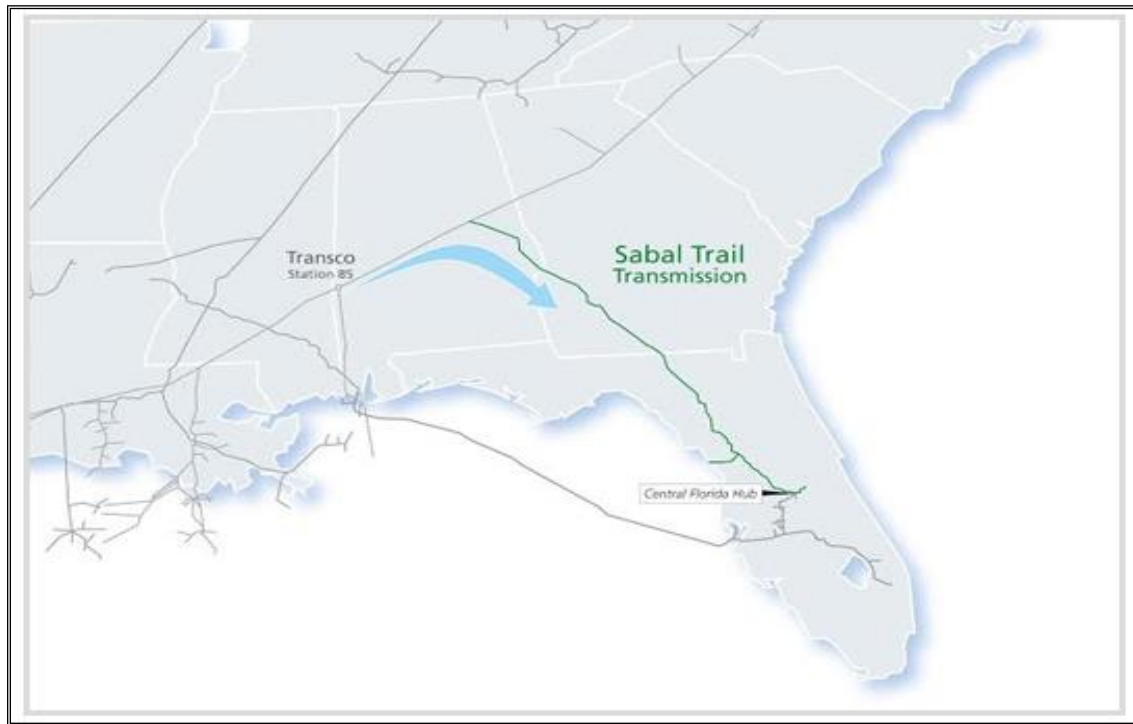 Transco
Station 85
Sabal Trail
Transmission
Central Florida Hub